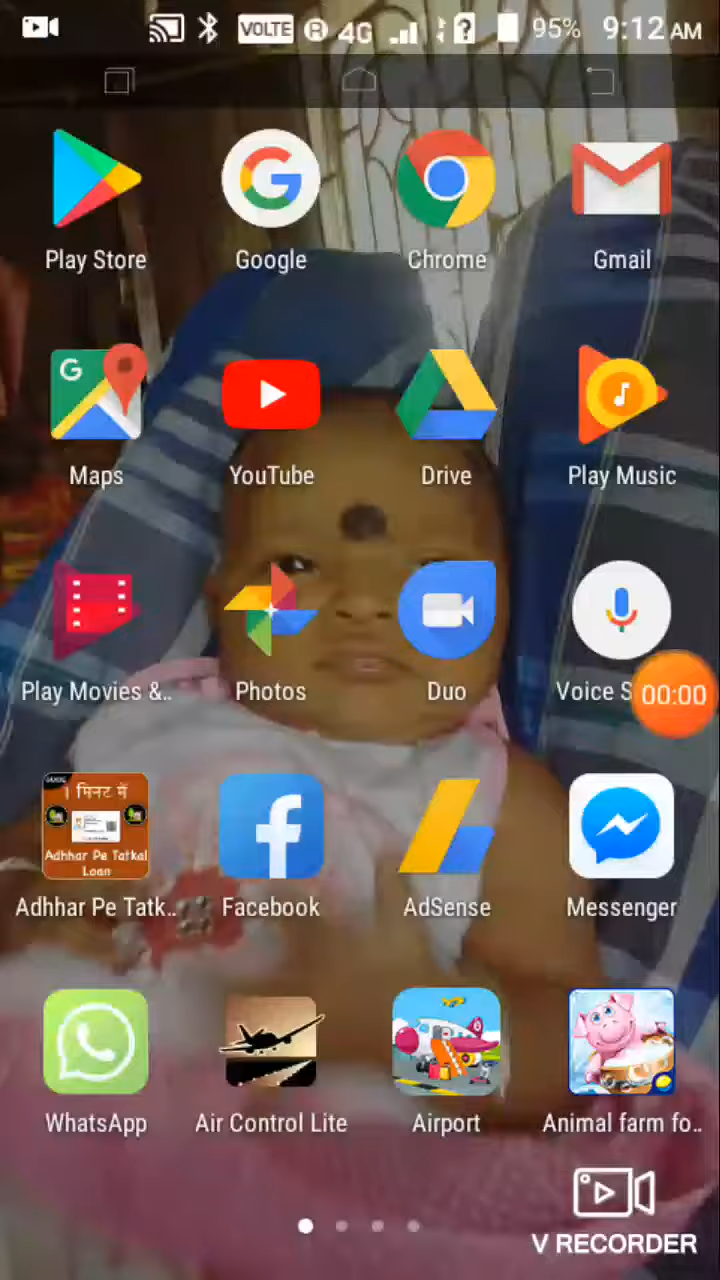 VOLTE R 4G ? 95% 9:12 AM
Play Store
Google
Chrome
Gmail
G
Maps
YouTube
Drive
Play Music
Play Movies &..
Photos
Duo
Voice S
00:00
१ मिनट में
Adhhar Pe Tatkal
Loan
Adhhar Pe Tatk..
Facebook
AdSense
Messenger
WhatsApp
Air Control Lite
Airport
Animal farm fo..
V RECORDER